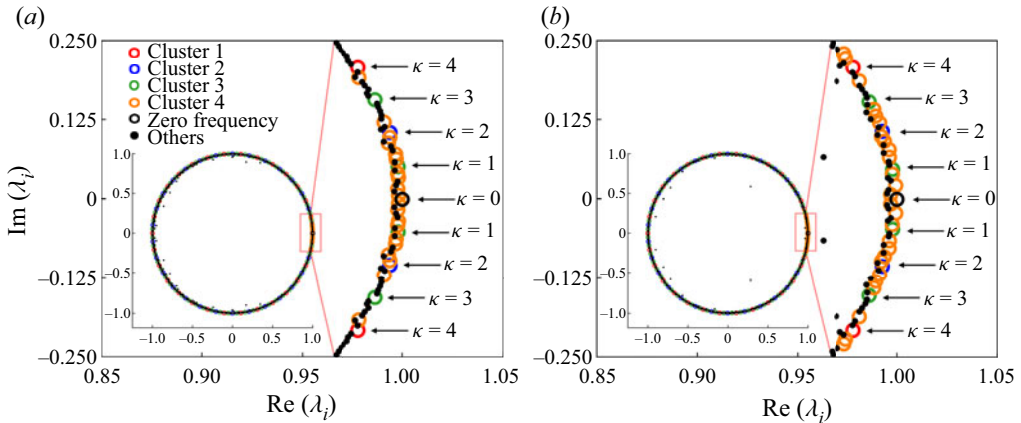 (a)
0.250
0.125
0
−0.125
−0.250
Im (λi)
Cluster 1
Cluster 2
Cluster 3
Cluster 4
Zero frequency
Others
κ = 4
κ = 3
κ = 2
κ = 1
κ = 0
κ = 1
κ = 2
κ = 3
κ = 4
1.0
0.5
0
−0.5
−1.0
−1.0 −0.5 0 0.5 1.0
0.85 0.90 0.95 1.00 1.05
Re (λi)
(b)
0.250
0.125
0
−0.125
−0.250
κ = 4
κ = 3
κ = 2
κ = 1
κ = 0
κ = 1
κ = 2
κ = 3
κ = 4
1.0
0.5
0
−0.5
−1.0
−1.0 −0.5 0 0.5 1.0
0.85 0.90 0.95 1.00 1.05
Re (λi)